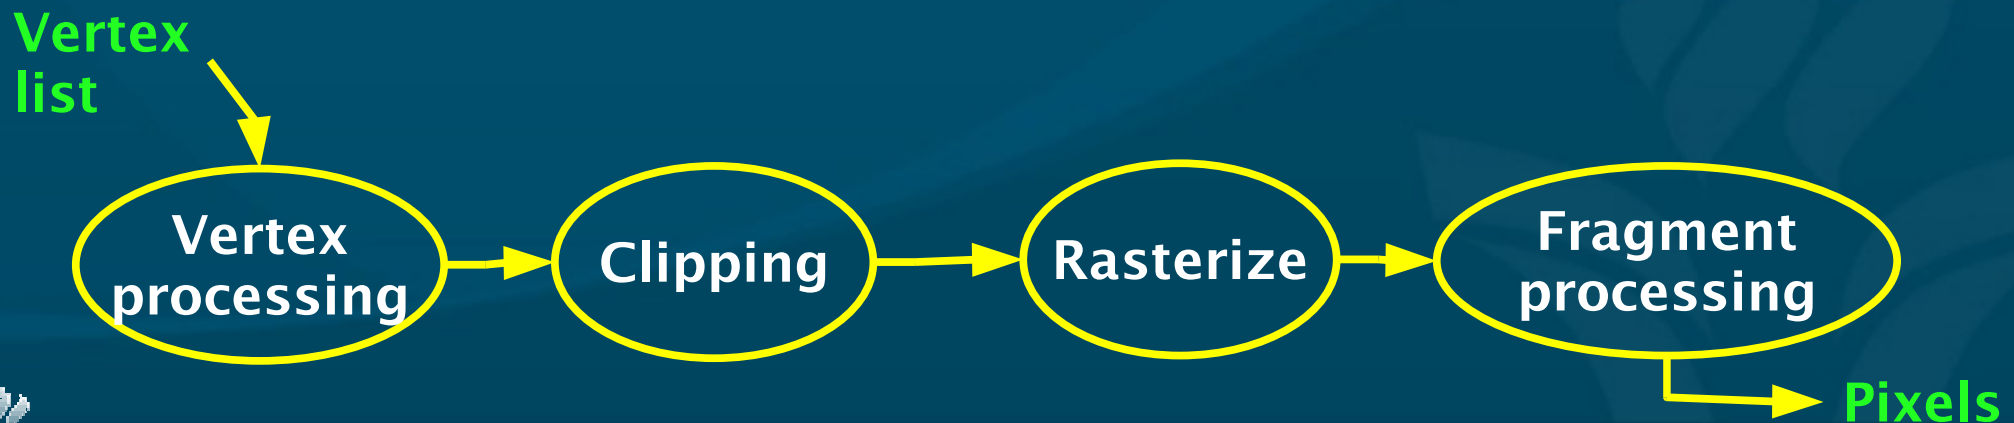 Vertex
list
Vertex
processing
Clipping
Rasterize
Fragment
processing
Pixels